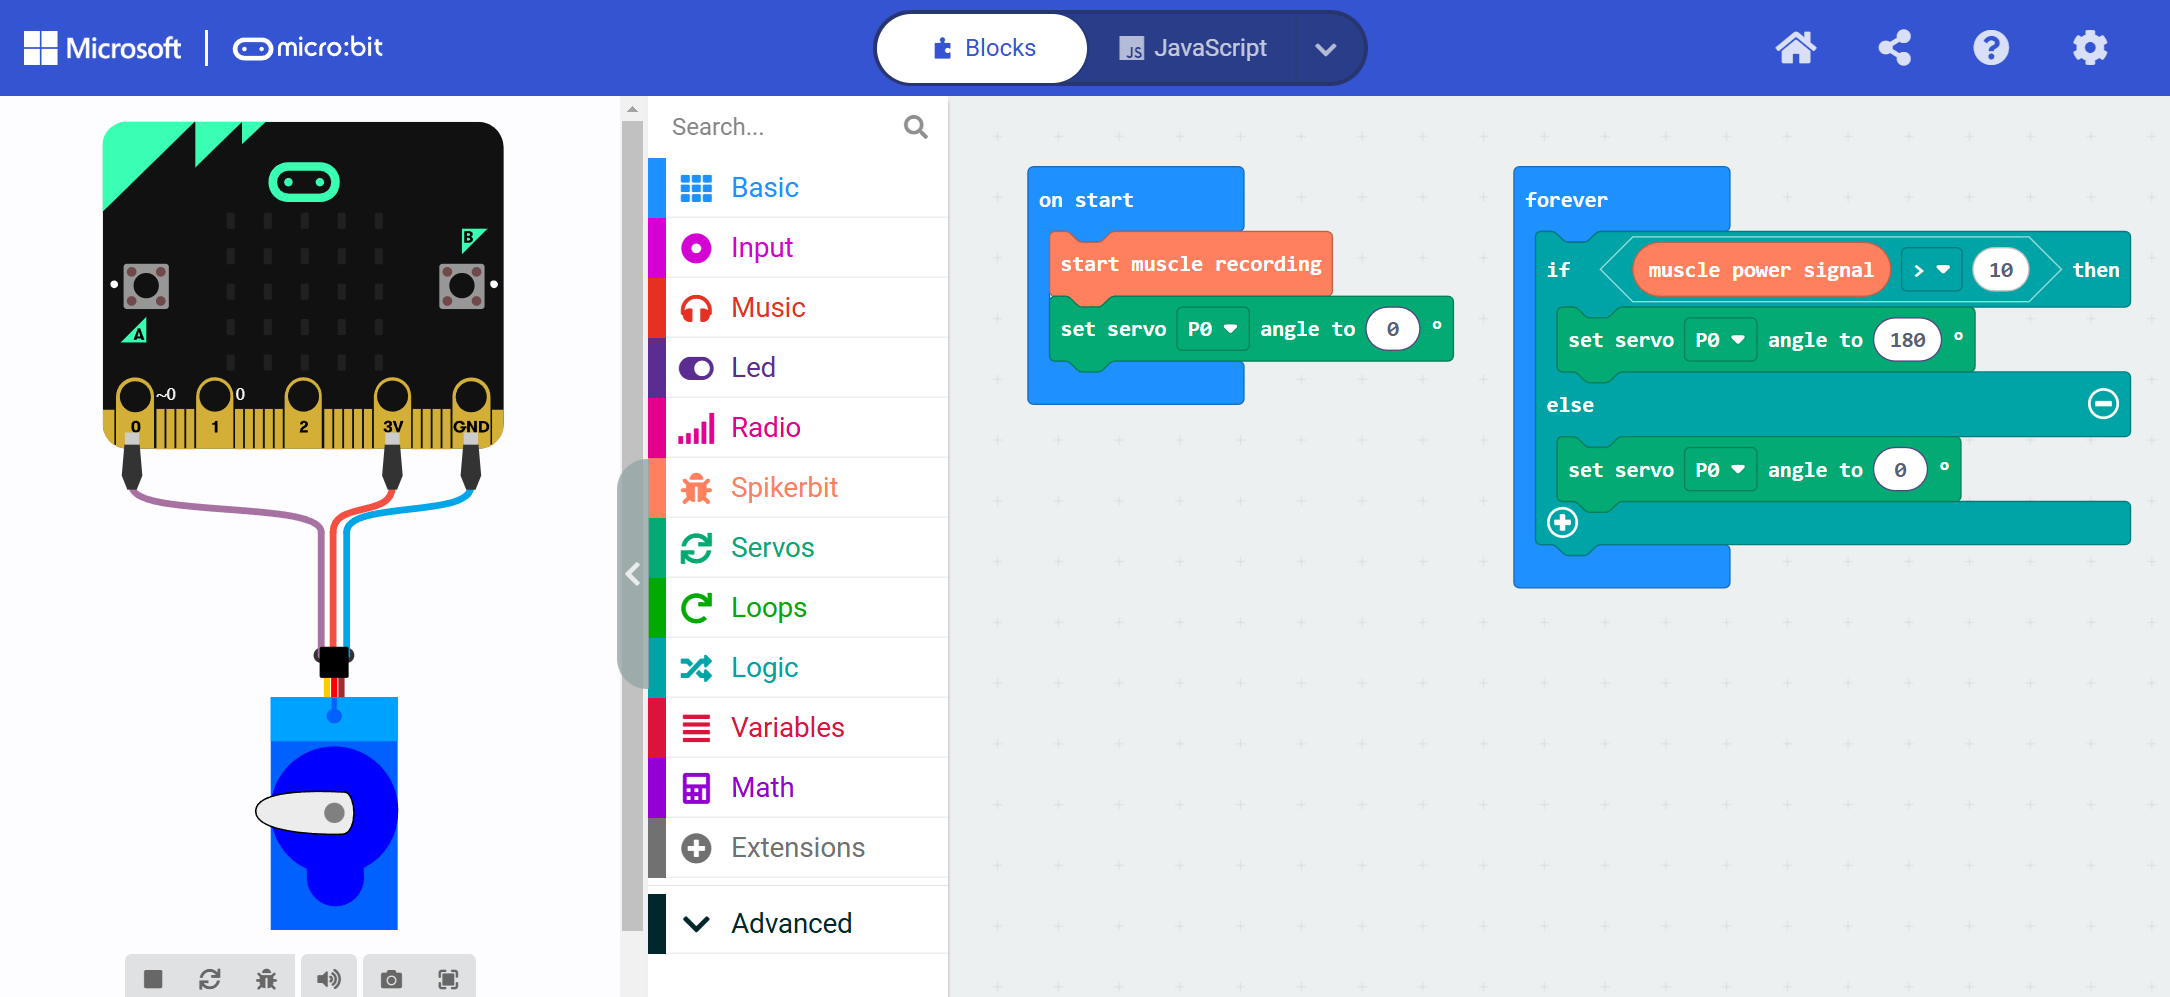 Microsoft | micro:bit
Blocks
JavaScript
JS
B
A
~0
0
0
1
2
3V
GND
Search...
Basic
Input
Music
Led
Radio
Spikerbit
Servos
Loops
Logic
Variables
Math
Extensions
Advanced
on start
start muscle recording
set servo P0 angle to 0 °
forever
if muscle power signal > 10 then
set servo P0 angle to 180 °
else
set servo P0 angle to 0 °